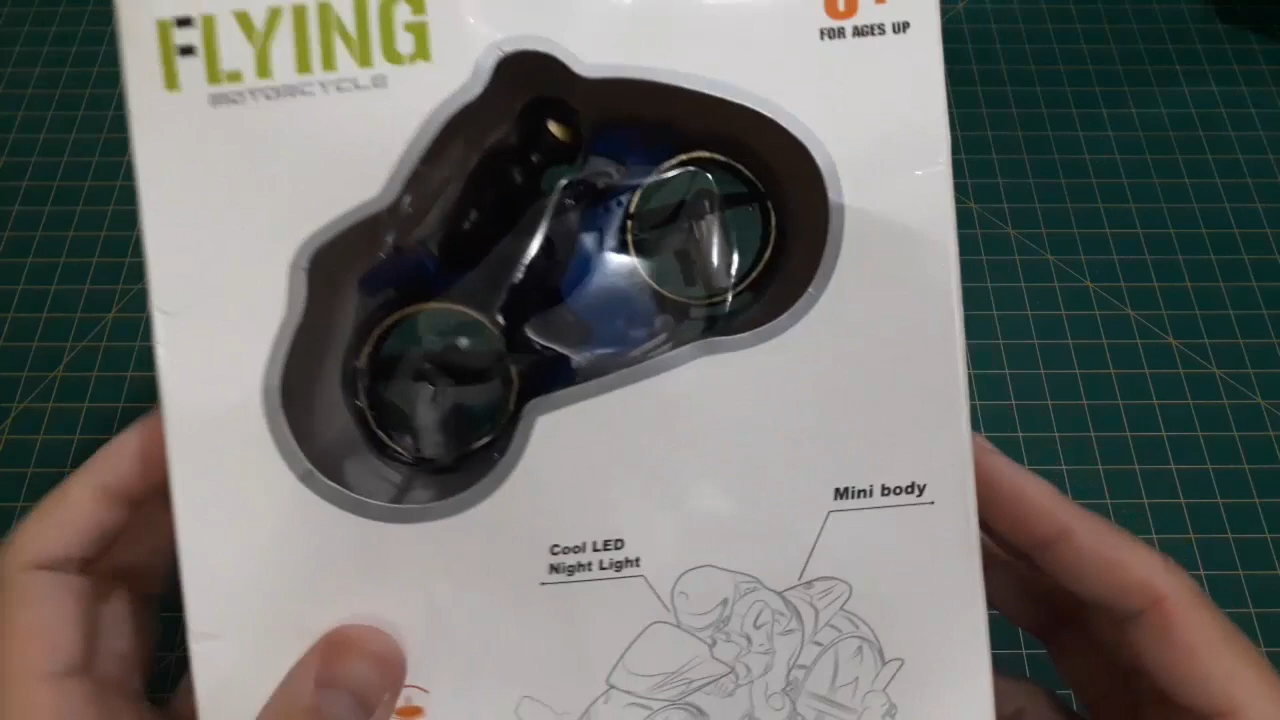 FLYING
MOTORCYCLE
FOR AGES UP
Mini body
Cool LED
Night Light